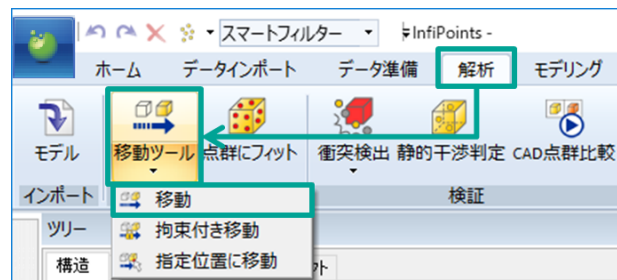 スマートフィルター InfiPoints -
ホーム データインポート データ準備 解析 モデリング
モデル 移動ツール 点群にフィット 衝突検出 静的干渉判定 CAD点群比較
インポート 検証
移動
ツリー 拘束付き移動
構造 指定位置に移動